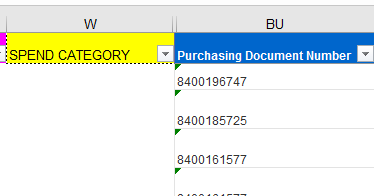 W BU
SPEND CATEGORY Purchasing Document Number
8400196747
8400185725
8400161577